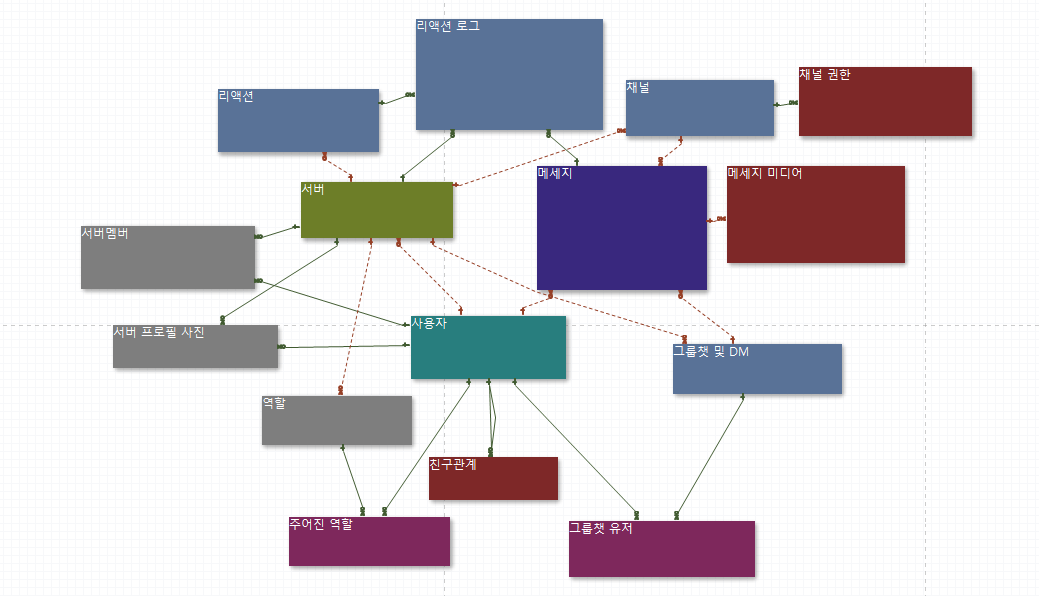 리액션 로그
채널 권한
채널
리액션
메세지
메세지 미디어
서버
서버멤버
사용자
서버 프로필 사진
그룹챗 및 DM
역할
친구관계
주어진 역할
그룹챗 유저